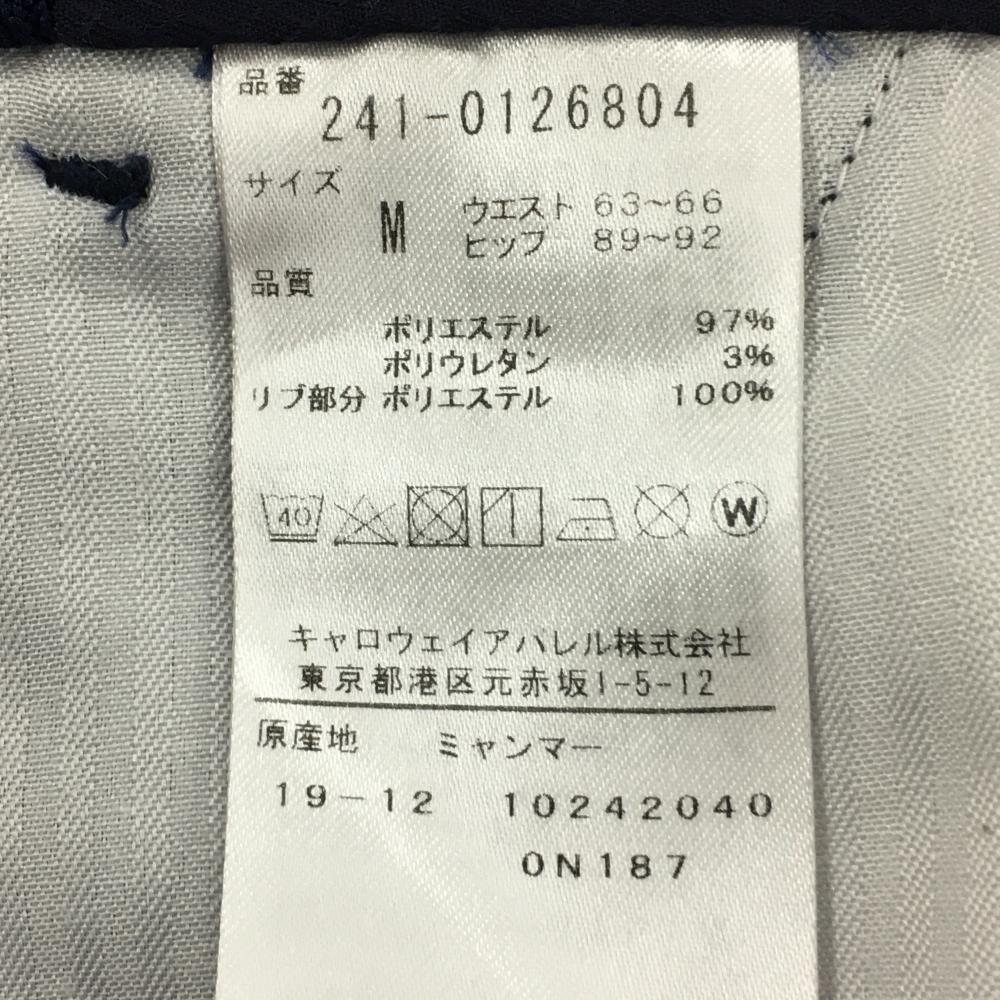 品番
241-0126804
サイズ
M ウエスト 63~66
ヒップ 89~92
品質
ポリエステル 97%
ポリウレタン 3%
リブ部分 ポリエステル 100%
40 W
キャロウェイアパレル株式会社
東京都港区元赤坂1-5-12
原産地 ミャンマー
19-12 10242040
0N187